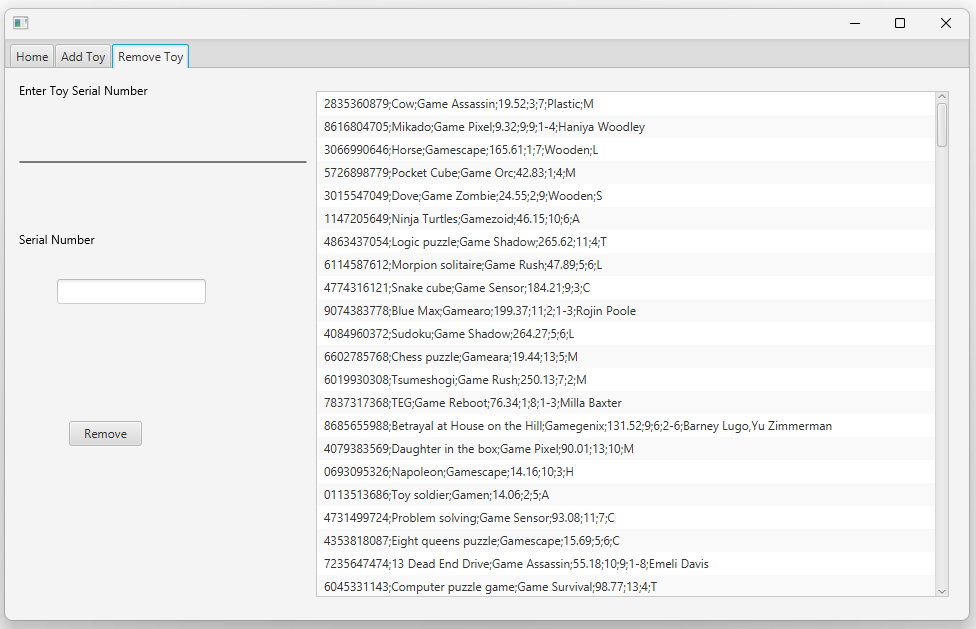 Home Add Toy Remove Toy
Enter Toy Serial Number
Serial Number
Remove
2835360879;Cow;Game Assassin;19.52;3;7;Plastic;M
8616804705;Mikado;Game Pixel;9.32;9;9;1-4;Haniya Woodley
3066990646;Horse;Gamescape;165.61;1;7;Wooden;L
5726898779;Pocket Cube;Game Orc;42.83;1;4;M
3015547049;Dove;Game Zombie;24.55;2;9;Wooden;S
1147205649;Ninja Turtles;Gamezoid;46.15;10;6;A
4863437054;Logic puzzle;Game Shadow;265.62;11;4;T
6114587612;Morpion solitaire;Game Rush;47.89;5;6;L
4774316121;Snake cube;Game Sensor;184.21;9;3;C
9074383778;Blue Max;Gamearo;199.37;11;2;1-3;Rojin Poole
4084960372;Sudoku;Game Shadow;264.27;5;6;L
6602785768;Chess puzzle;Gameara;19.44;13;5;M
6019930308;Tsumeshogi;Game Rush;250.13;7;2;M
7837317368;TEG;Game Reboot;76.34;1;8;1-3;Milla Baxter
8685655988;Betrayal at House on the Hill;Gamegenix;131.52;9;6;2-6;Barney Lugo,Yu Zimmerman
4079383569;Daughter in the box;Game Pixel;90.01;13;10;M
0693095326;Napoleon;Gamescape;14.16;10;3;H
0113513686;Toy soldier;Gamen;14.06;2;5;A
4731499724;Problem solving;Game Sensor;93.08;11;7;C
4353818087;Eight queens puzzle;Gamescape;15.69;5;6;C
7235647474;13 Dead End Drive;Game Assassin;55.18;10;9;1-8;Emeli Davis
6045331143;Computer puzzle game;Game Survival;98.77;13;4;T